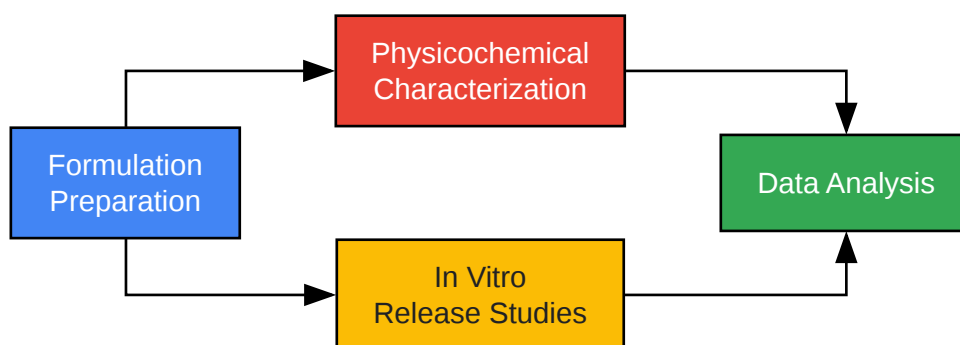 Physicochemical
Characterization
Formulation
Preparation
Data Analysis
In Vitro
Release Studies